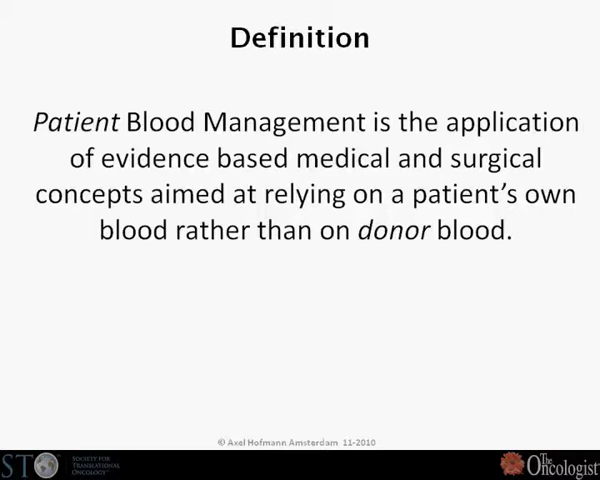 Definition
Patient Blood Management is the application
of evidence based medical and surgical
concepts aimed at relying on a patient's own
blood rather than on donor blood.
© Axel Hofmann Amsterdam 11-2010
STO
SOCIETY FOR
TRANSLATIONAL
ONCOLOGY
The
Oncologist